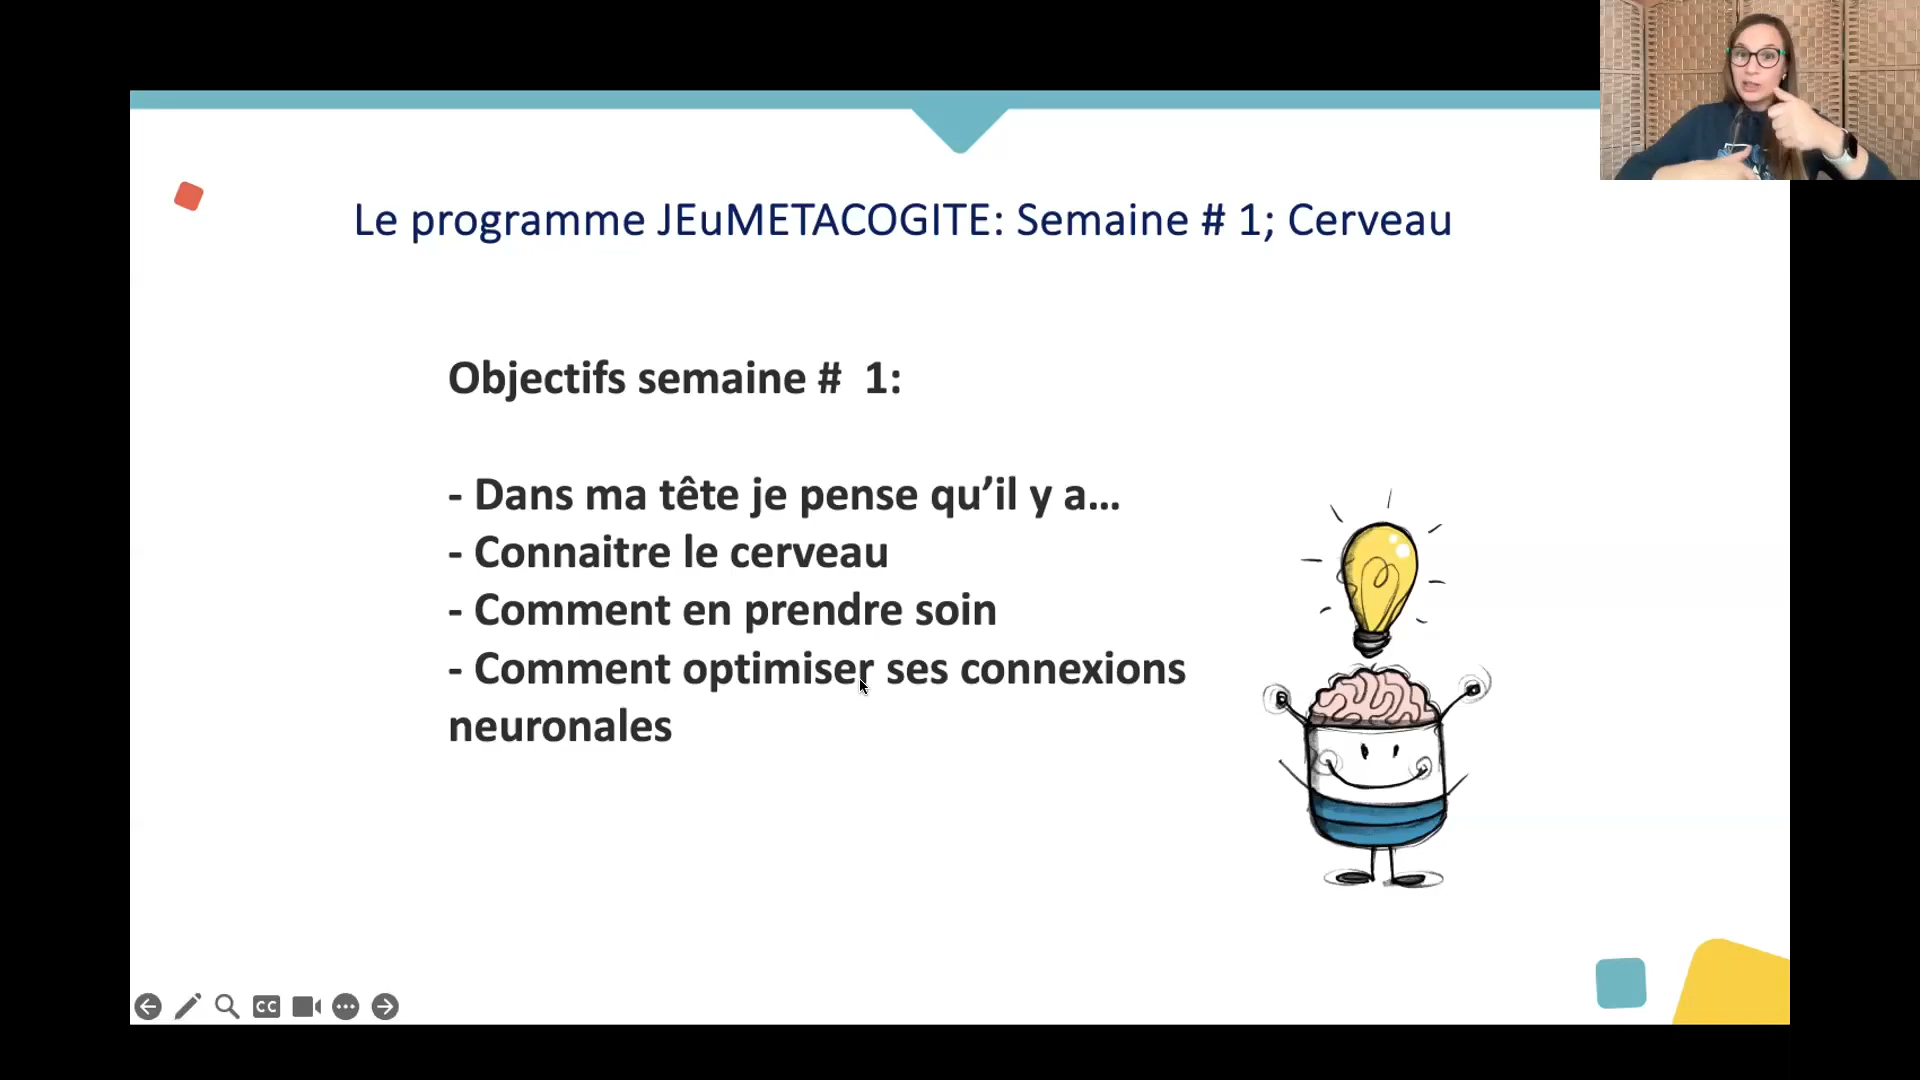 Le programme JEuMETACOGITE: Semaine # 1; Cerveau
Objectifs semaine #  1:
- Dans ma tête je pense qu’il y a…
- Connaitre le cerveau
- Comment en prendre soin
- Comment optimiser ses connexions
neuronales
CC